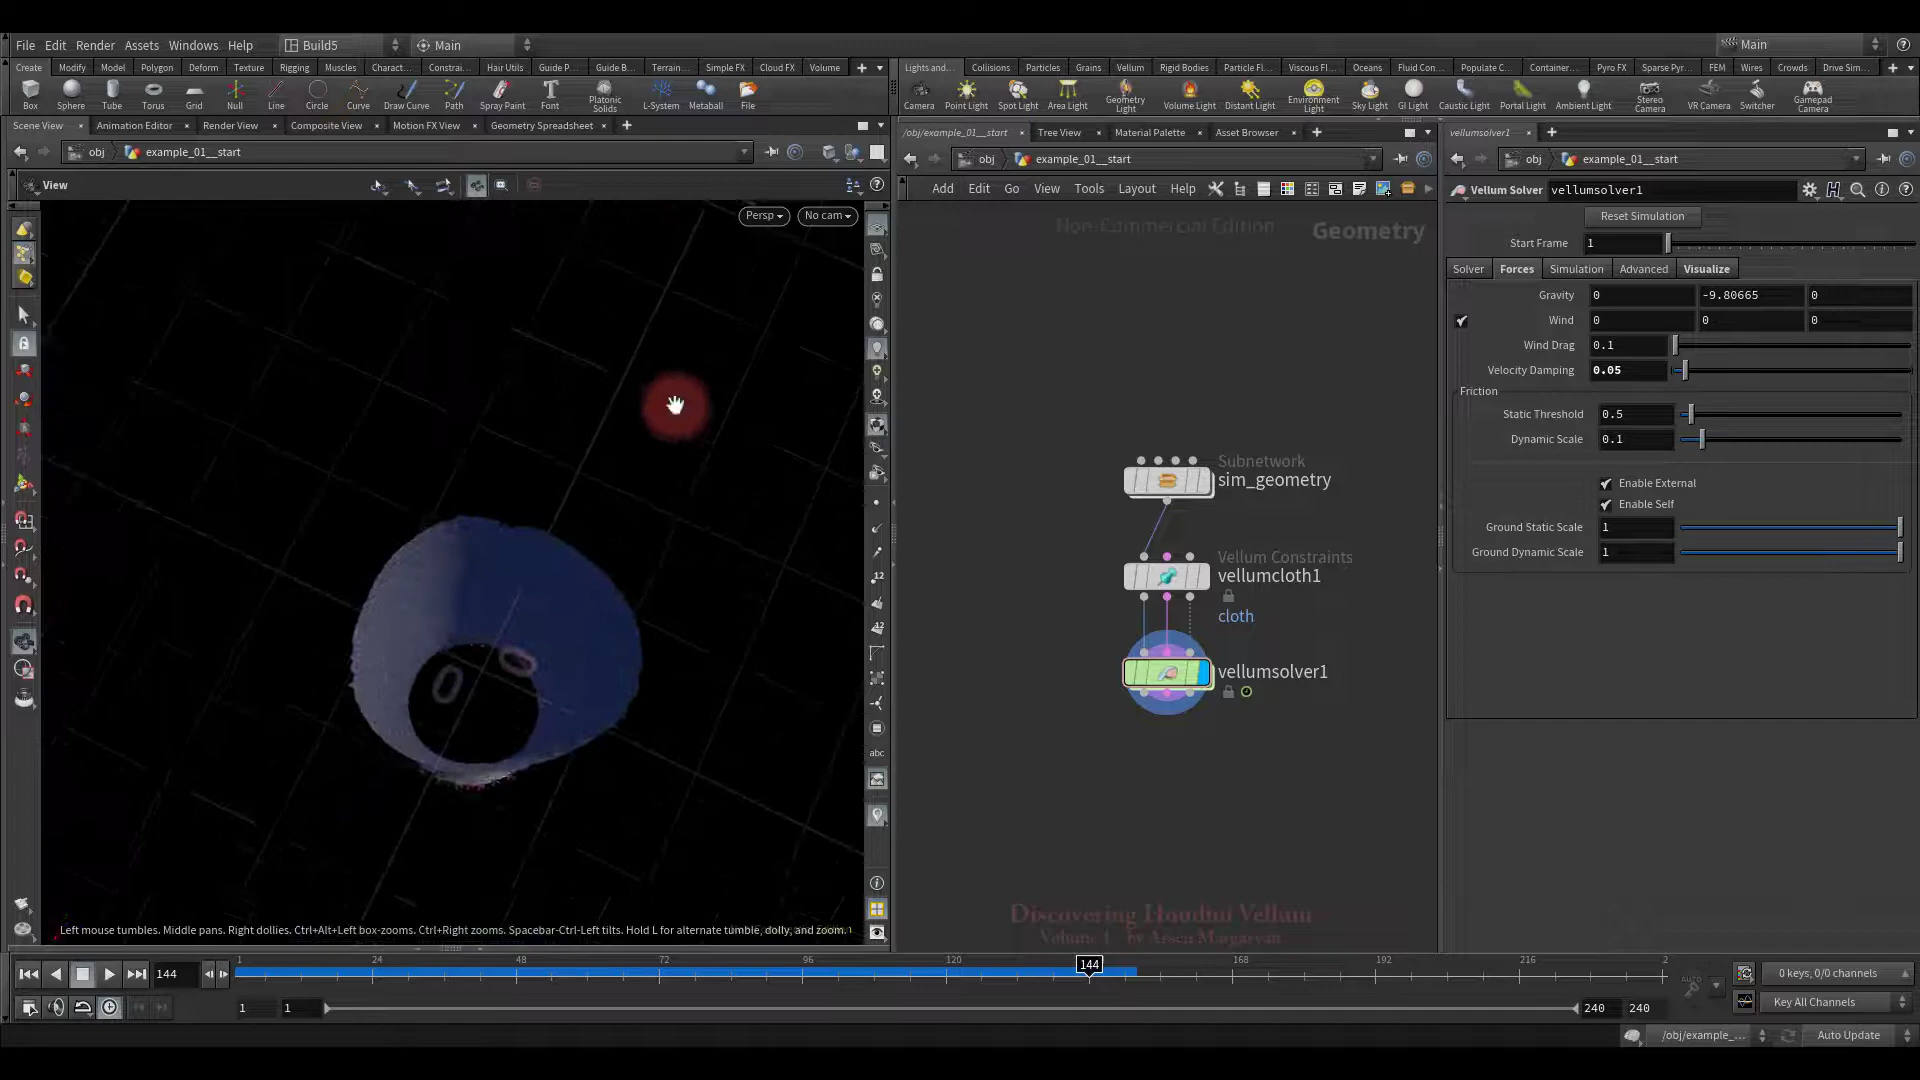 File Edit Render Assets Windows Help Build5 Main Main
Create Modify Model Polygon Deform Texture Rigging Muscles Charact... Constrai... Hair Utils Guide P... Guide B... Terrain... Simple FX Cloud FX Volume
Lights and... Collisions Particles Grains Vellum Rigid Bodies Particle Fl... Viscous Fl... Oceans Fluid Con... Populate C... Container... Pyro FX Sparse Pyr... FEM Wires Crowds Drive Sim...
Box Sphere Tube Torus Grid Null Line Circle Curve Draw Curve Path Spray Paint Font Platonic Solids L-System Metaball File
Camera Point Light Spot Light Area Light Geometry Light Volume Light Distant Light Environment Light Sky Light GI Light Caustic Light Portal Light Ambient Light Stereo Camera VR Camera Switcher Gamepad Camera
Scene View Animation Editor Render View Composite View Motion FX View Geometry Spreadsheet
/obj/example_01__start Tree View Material Palette Asset Browser
vellumsolver1
obj example_01__start
obj example_01__start
obj example_01__start
View
Persp No cam
Add Edit Go View Tools Layout Help
Non-Commercial Edition Geometry
Vellum Solver vellumsolver1
Reset Simulation
Start Frame 1
Solver Forces Simulation Advanced Visualize
Gravity 0 -9.80665 0
Wind 0 0 0
Wind Drag 0.1
Velocity Damping 0.05
Friction
Static Threshold 0.5
Dynamic Scale 0.1
Enable External
Enable Self
Ground Static Scale 1
Ground Dynamic Scale 1
Subnetwork
sim_geometry
Vellum Constraints
vellumcloth1
cloth
vellumsolver1
12
12
abc
Left mouse tumbles. Middle pans. Right dollies. Ctrl+Alt+Left box-zooms. Ctrl+Right zooms. Spacebar-Ctrl-Left tilts. Hold L for alternate tumble, dolly, and zoom.
Discovering Houdini Vellum
Volume 1 by Arsen Margaryan
144 1 24 48 72 96 120 144 168 192 216 2
0 keys, 0/0 channels
1 1 240 240
Key All Channels
/obj/example_... Auto Update